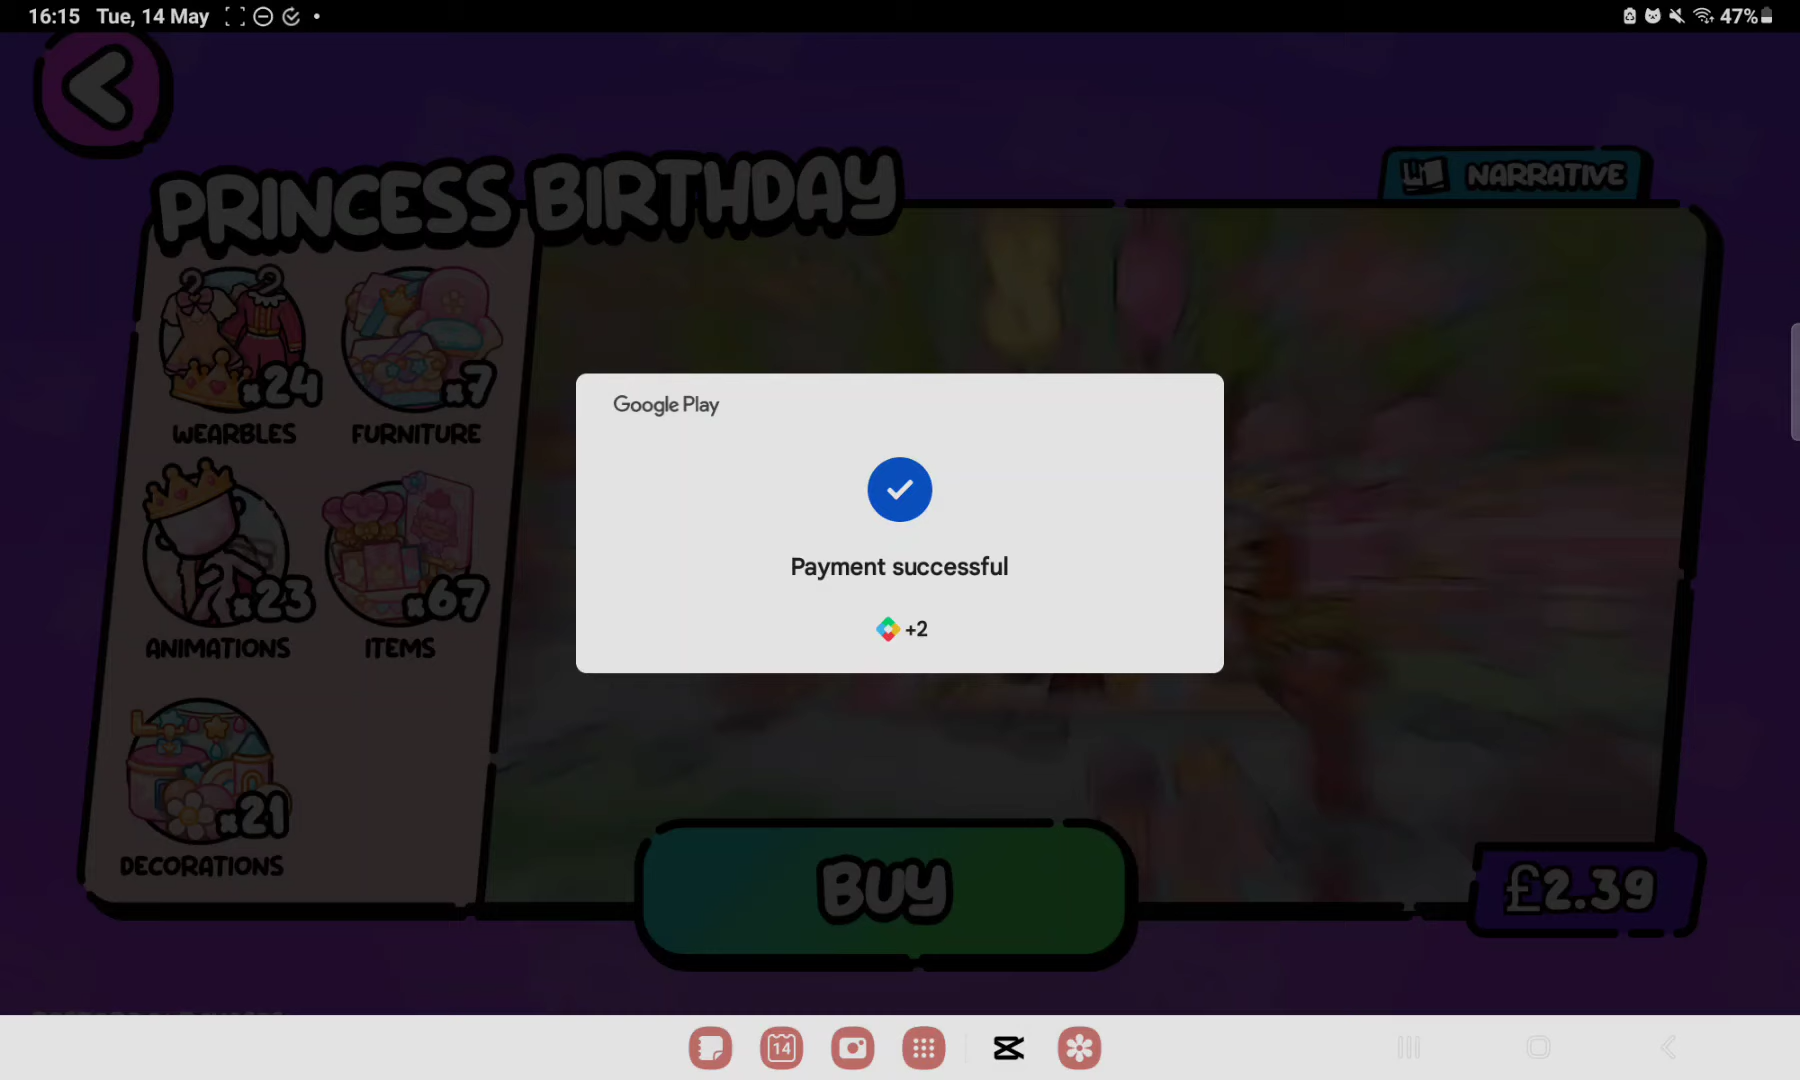 16:15 Tue, 14 May
47%
PRINCESS BIRTHDAY
NARRATIVE
x24
x7
WEARBLES
FURNITURE
x23
x67
ANIMATIONS
ITEMS
x21
DECORATIONS
Google Play
Payment successful
+2
BUY
£2.39
14